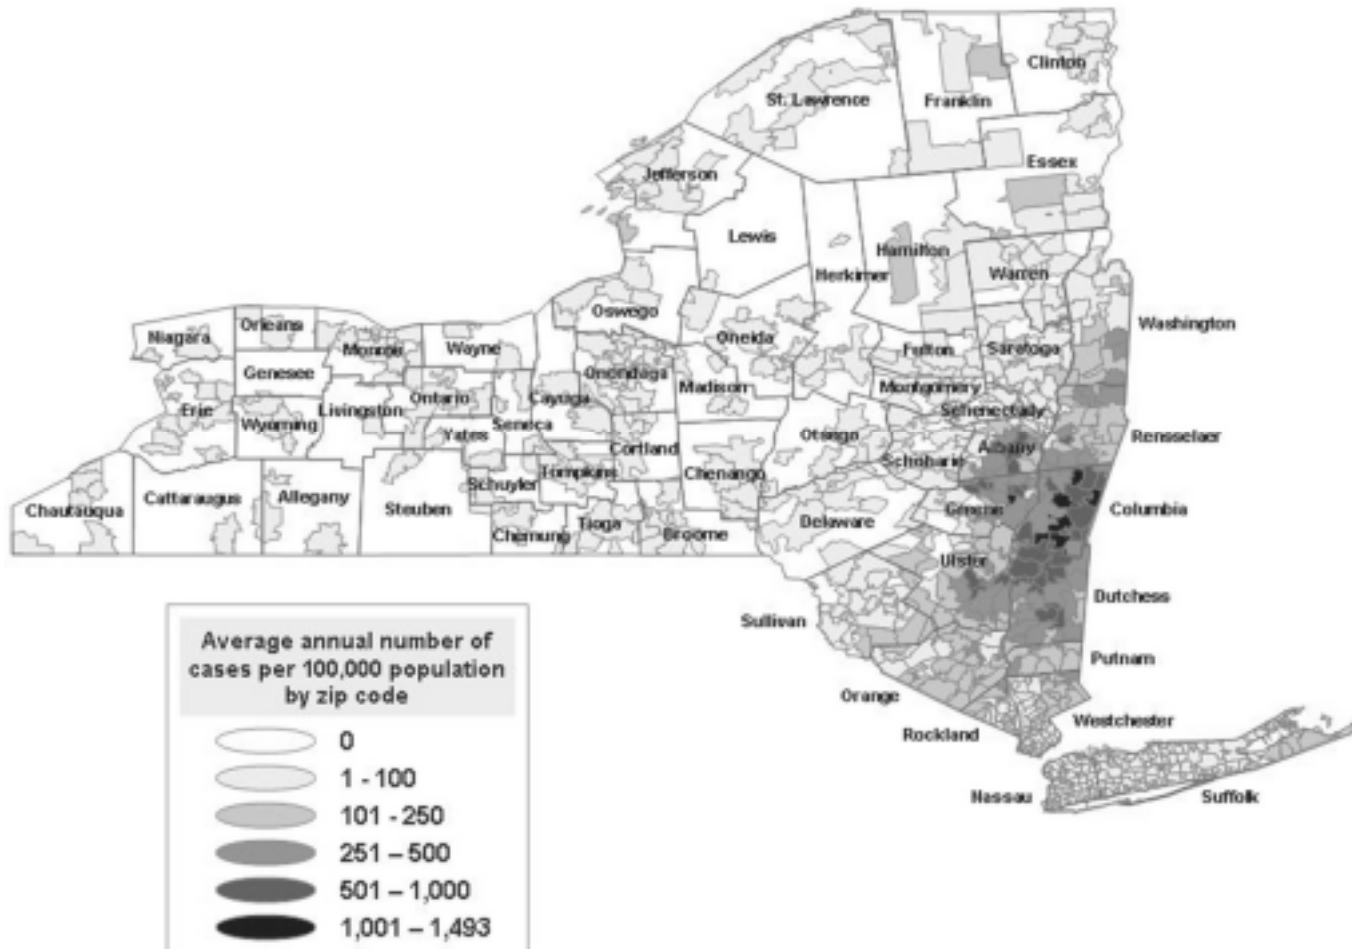 Clinton
St. Lawrence
Franklin
Essex
Jefferson
Lewis
Hamilton
Herkimer
Warren
Oswego
Washington
Niagara
Orleans
Monroe
Wayne
Oneida
Fulton
Saratoga
Genesee
Onondaga
Madison
Montgomery
Erie
Wyoming
Livingston
Ontario
Cayuga
Schenectady
Seneca
Yates
Cortland
Otsego
Albany
Rensselaer
Schoharie
Chautauqua
Cattaraugus
Allegany
Steuben
Schuyler
Tompkins
Chenango
Delaware
Greene
Columbia
Chemung
Tioga
Broome
Ulster
Dutchess
Sullivan
Putnam
Orange
Rockland
Westchester
Nassau
Suffolk
Average annual number of
cases per 100,000 population
by zip code
0
1 - 100
101 - 250
251 – 500
501 – 1,000
1,001 – 1,493